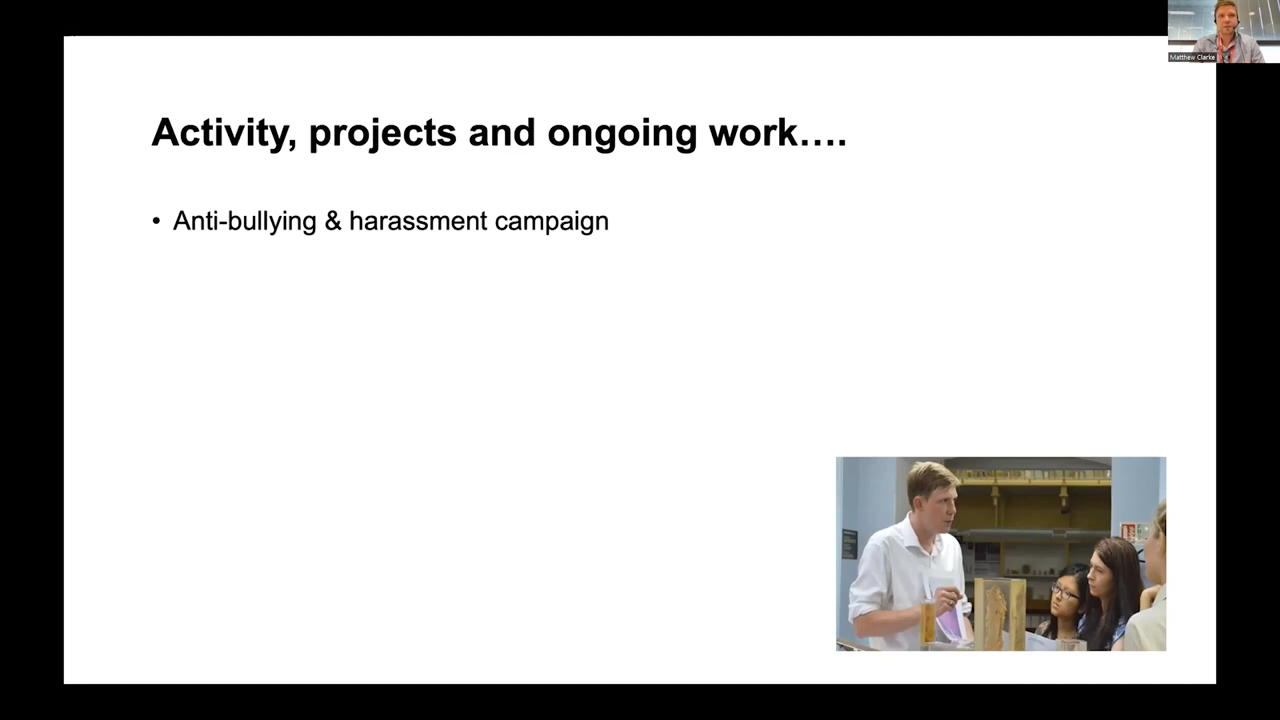 Matthew Clarke
Activity, projects and ongoing work….
• Anti-bullying & harassment campaign